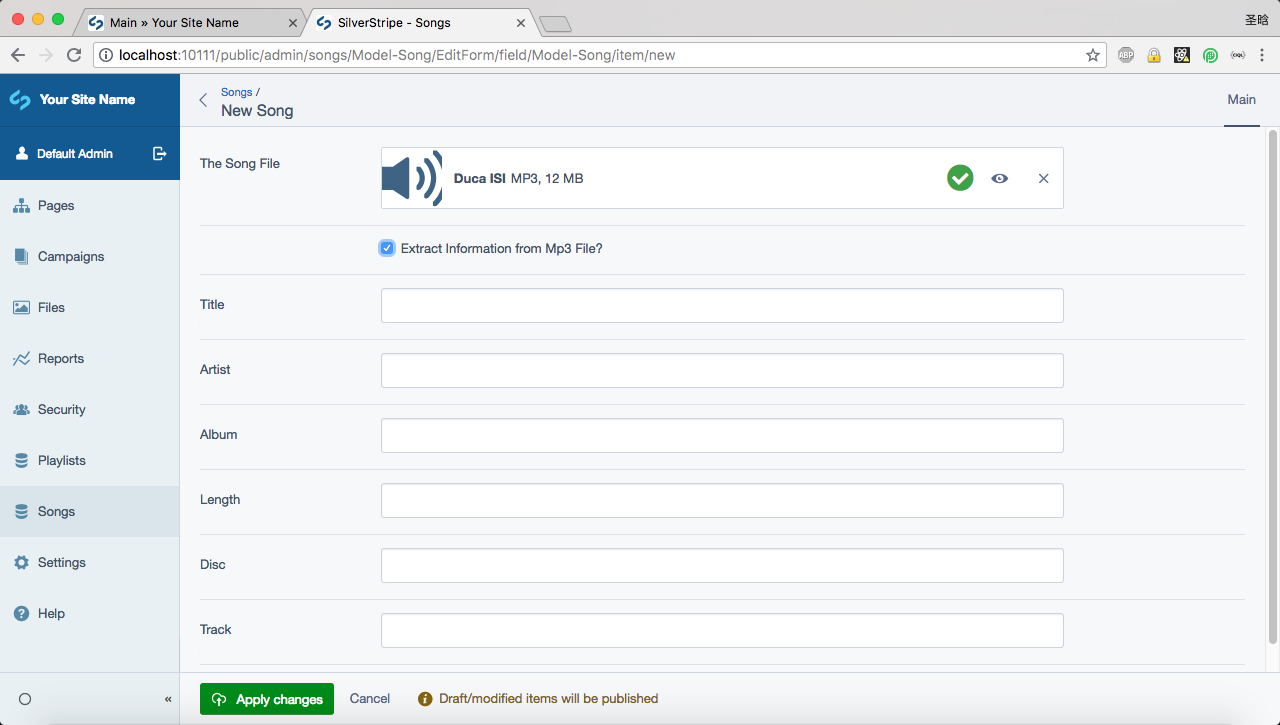 Main » Your Site Name
SilverStripe - Songs
圣晗
localhost:10111/public/admin/songs/Model-Song/EditForm/field/Model-Song/item/new
ABP
Your Site Name
Songs /
New Song
Main
Default Admin
The Song File
Duca ISI MP3, 12 MB
Pages
Extract Information from Mp3 File?
Campaigns
Title
Files
Artist
Reports
Album
Security
Playlists
Length
Songs
Disc
Settings
Help
Track
«
Apply changes
Cancel
Draft/modified items will be published